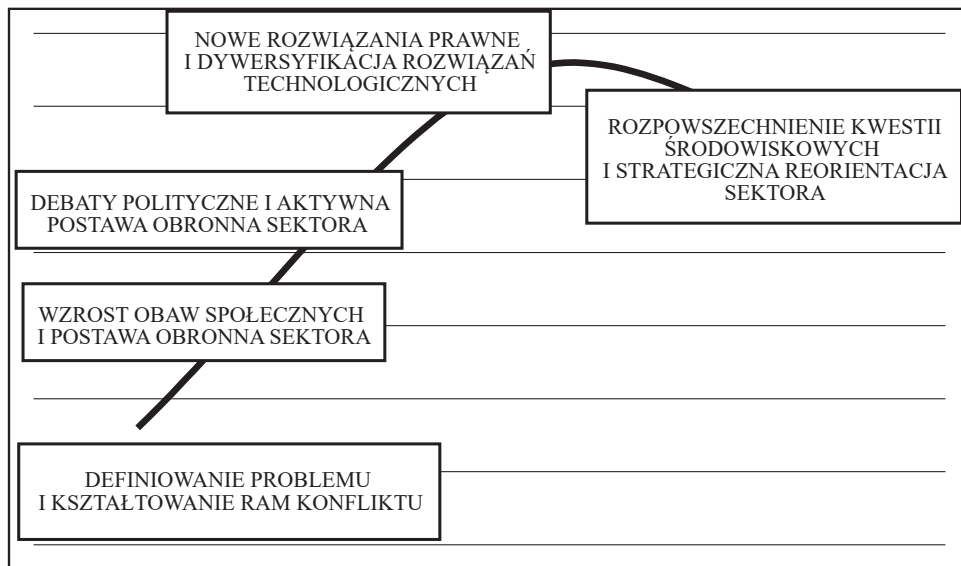 NOWE ROZWIĄZANIA PRAWNE
I DYWERSYFIKACJA ROZWIĄZAŃ
TECHNOLOGICZNYCH
ROZPOWSZECHNIENIE KWESTII
ŚRODOWISKOWYCH
I STRATEGICZNA REORIENTACJA
SEKTORA
DEBATY POLITYCZNE I AKTYWNA
POSTAWA OBRONNA SEKTORA
WZROST OBAW SPOŁECZNYCH
I POSTAWA OBRONNA SEKTORA
DEFINIOWANIE PROBLEMU
I KSZTAŁTOWANIE RAM KONFLIKTU